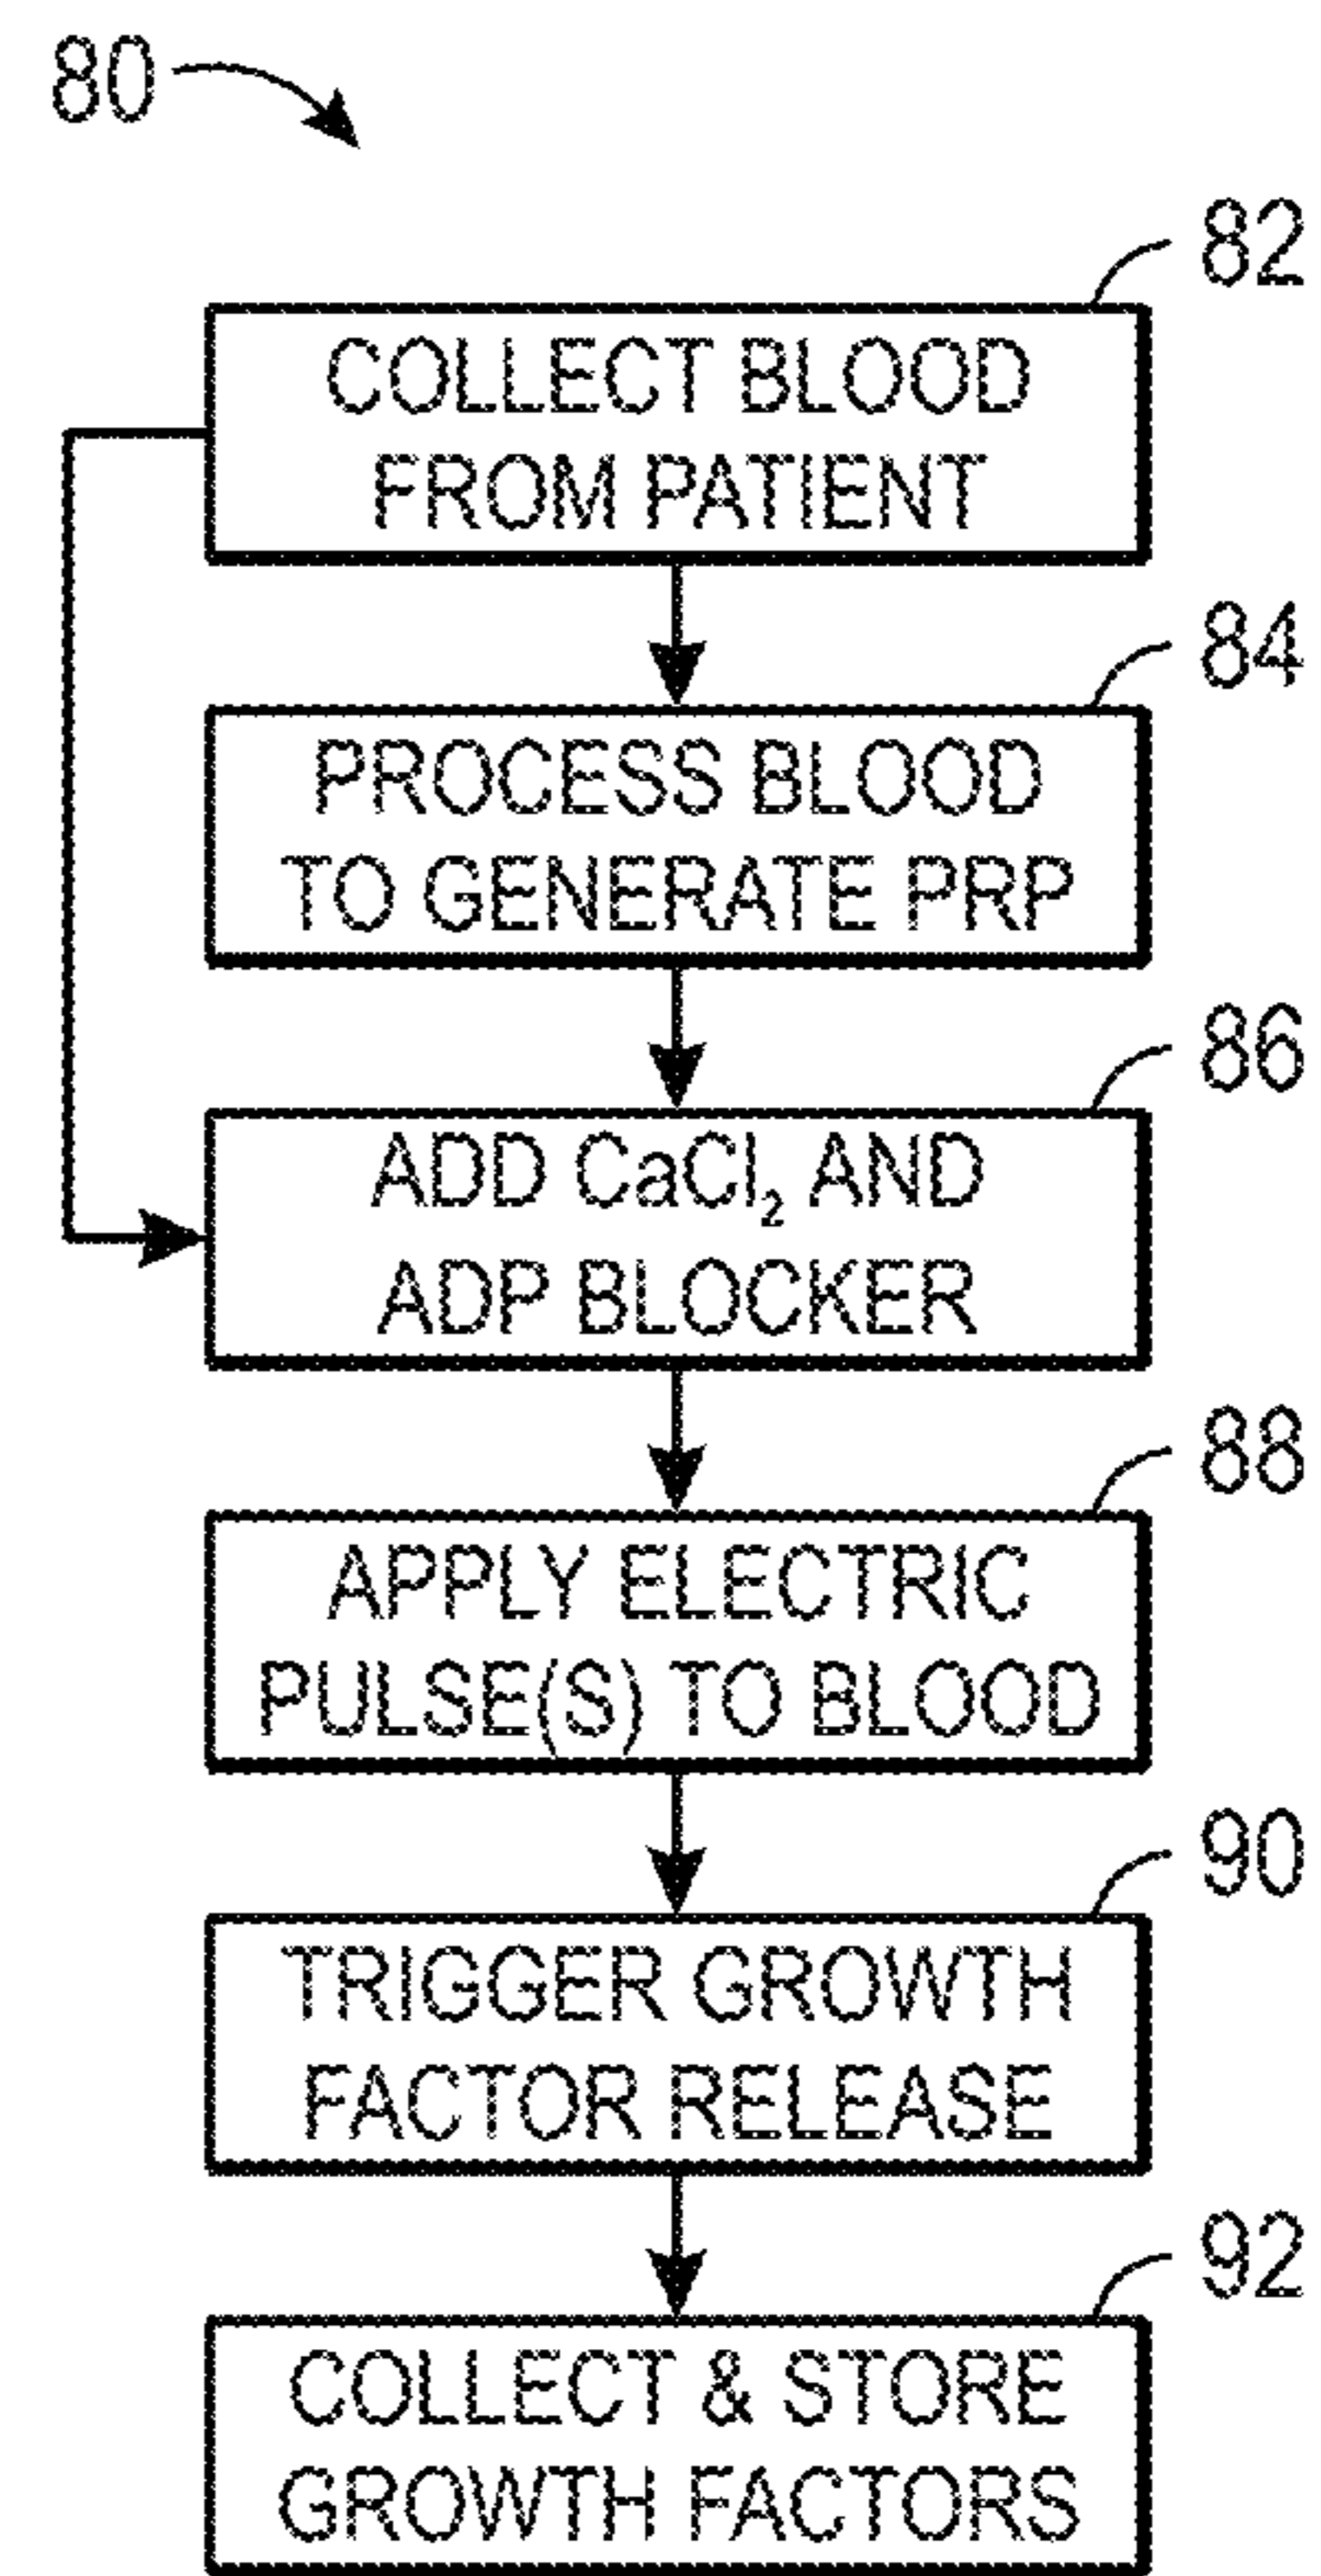 80
82
COLLECT BLOOD
FROM PATIENT
84
PROCESS BLOOD
TO GENERATE PRP
86
ADD CaCl₂ AND
ADP BLOCKER
88
APPLY ELECTRIC
PULSE(S) TO BLOOD
90
TRIGGER GROWTH
FACTOR RELEASE
92
COLLECT & STORE
GROWTH FACTORS